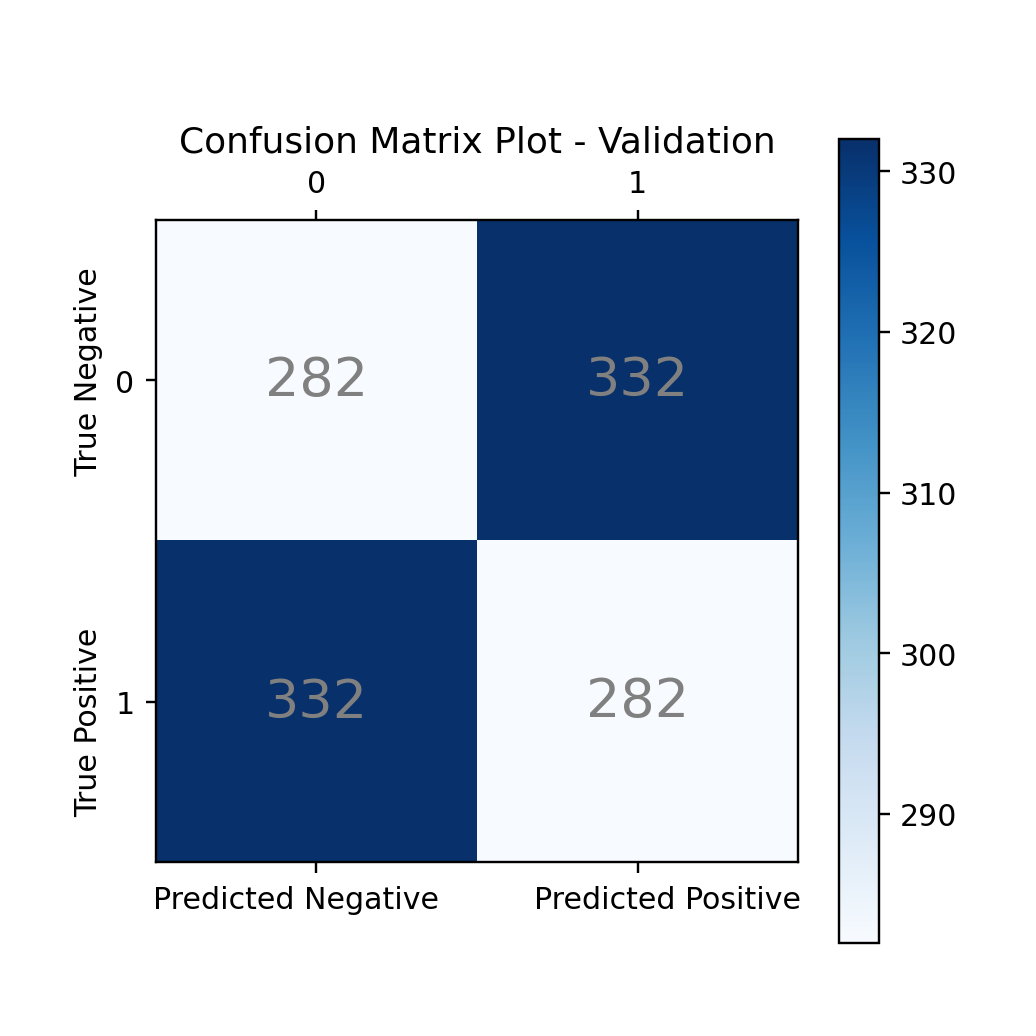 Confusion Matrix Plot - Validation
0 1
True Negative
0
282 332
True Positive
1
332 282
Predicted Negative Predicted Positive
330
320
310
300
290